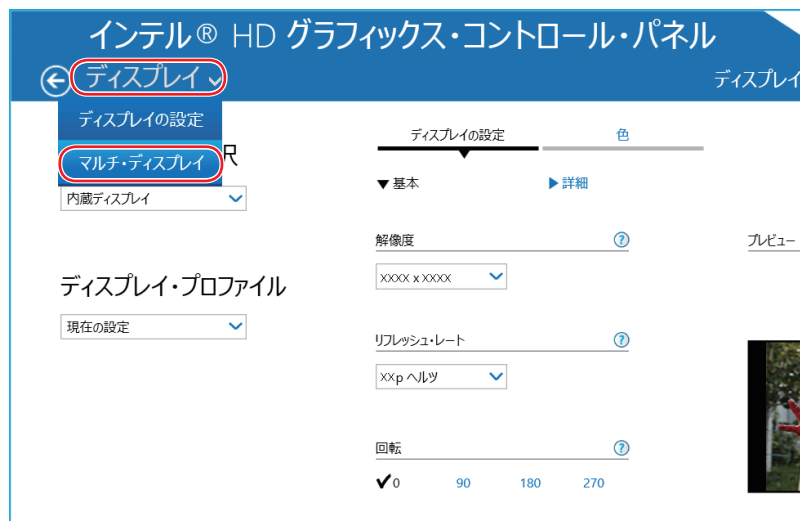 インテル® HD グラフィックス・コントロール・パネル
ディスプレイ
ディスプレイ
ディスプレイの設定
マルチ・ディスプレイ
内蔵ディスプレイ
ディスプレイ・プロファイル
現在の設定
ディスプレイの設定 色
▼基本 ▶詳細
解像度 ?
XXXX x XXXX
リフレッシュ・レート ?
XXp ヘルツ
回転 ?
✔0 90 180 270
プレビュー